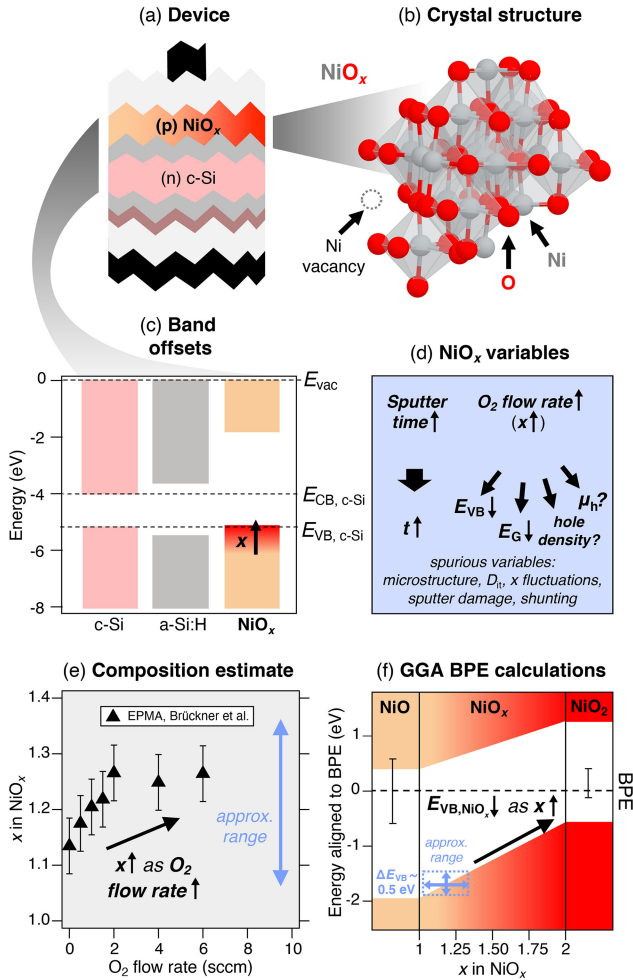 (a) Device
(p) NiOx
(n) c-Si
(b) Crystal structure
NiOx
Ni
vacancy
O
Ni
(c) Band
offsets
Energy (eV)
0
-2
-4
-6
-8
Evac
ECB, c-Si
EVB, c-Si
x
c-Si
a-Si:H
NiOx
(d) NiOx variables
Sputter
time↑
O2 flow rate↑
(x↑)
t↑
EVB↓
EG↓
hole
density?
μh?
spurious variables:
microstructure, Dit, x fluctuations,
sputter damage, shunting
(e) Composition estimate
x in NiOx
1.4
1.3
1.2
1.1
1.0
EPMA, Brückner et al.
approx.
range
x↑ as O2
flow rate↑
0
2
4
6
8
10
O2 flow rate (sccm)
(f) GGA BPE calculations
NiO
NiOx
NiO2
Energy aligned to BPE (eV)
1
0
-1
-2
BPE
EVB,NiOx↓ as x↑
approx.
range
ΔEVB~
0.5 eV
1
1.25
1.75
2
x in NiOx